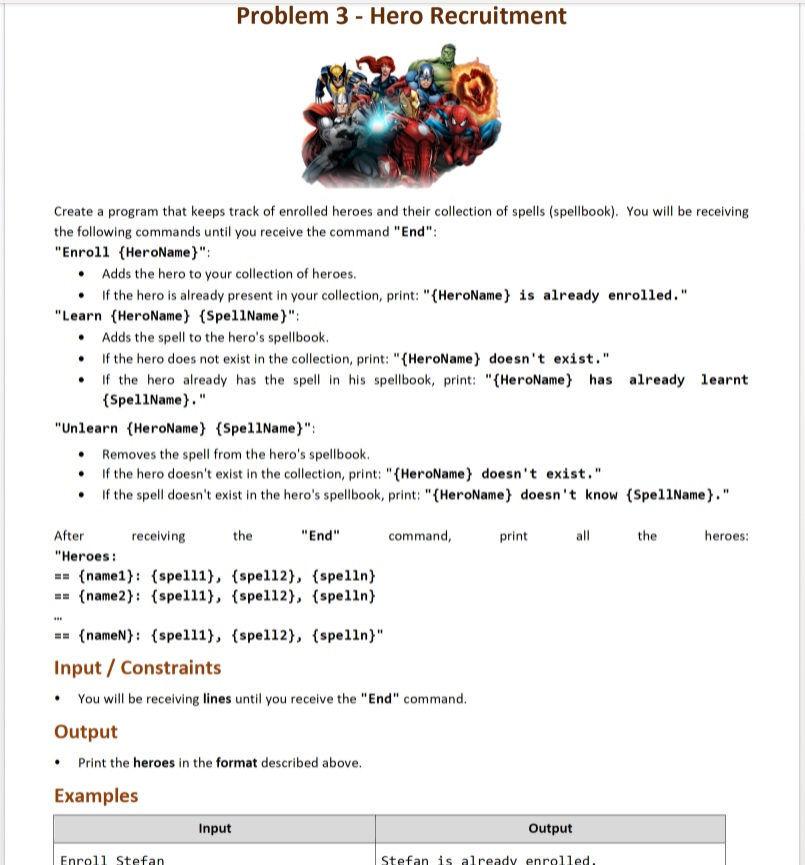 Problem 3 - Hero Recruitment
Create a program that keeps track of enrolled heroes and their collection of spells (spellbook).  You will be receiving
the following commands until you receive the command "End":
"Enroll {HeroName}":
• Adds the hero to your collection of heroes.
• If the hero is already present in your collection, print: "{HeroName} is already enrolled."
"Learn {HeroName} {SpellName}":
• Adds the spell to the hero's spellbook.
• If the hero does not exist in the collection, print: "{HeroName} doesn't exist."
• If the hero already has the spell in his spellbook, print: "{HeroName} has already learnt
{SpellName}."
"Unlearn {HeroName} {SpellName}":
• Removes the spell from the hero's spellbook.
• If the hero doesn't exist in the collection, print: "{HeroName} doesn't exist."
• If the spell doesn't exist in the hero's spellbook, print: "{HeroName} doesn't know {SpellName}."
After receiving the "End" command, print all the heroes:
"Heroes:
== {name1}: {spell1}, {spell2}, {spelln}
== {name2}: {spell1}, {spell2}, {spelln}
…
== {nameN}: {spell1}, {spell2}, {spelln}"
Input / Constraints
• You will be receiving lines until you receive the "End" command.
Output
• Print the heroes in the format described above.
Examples
Input Output
Enroll Stefan Stefan is already enrolled.